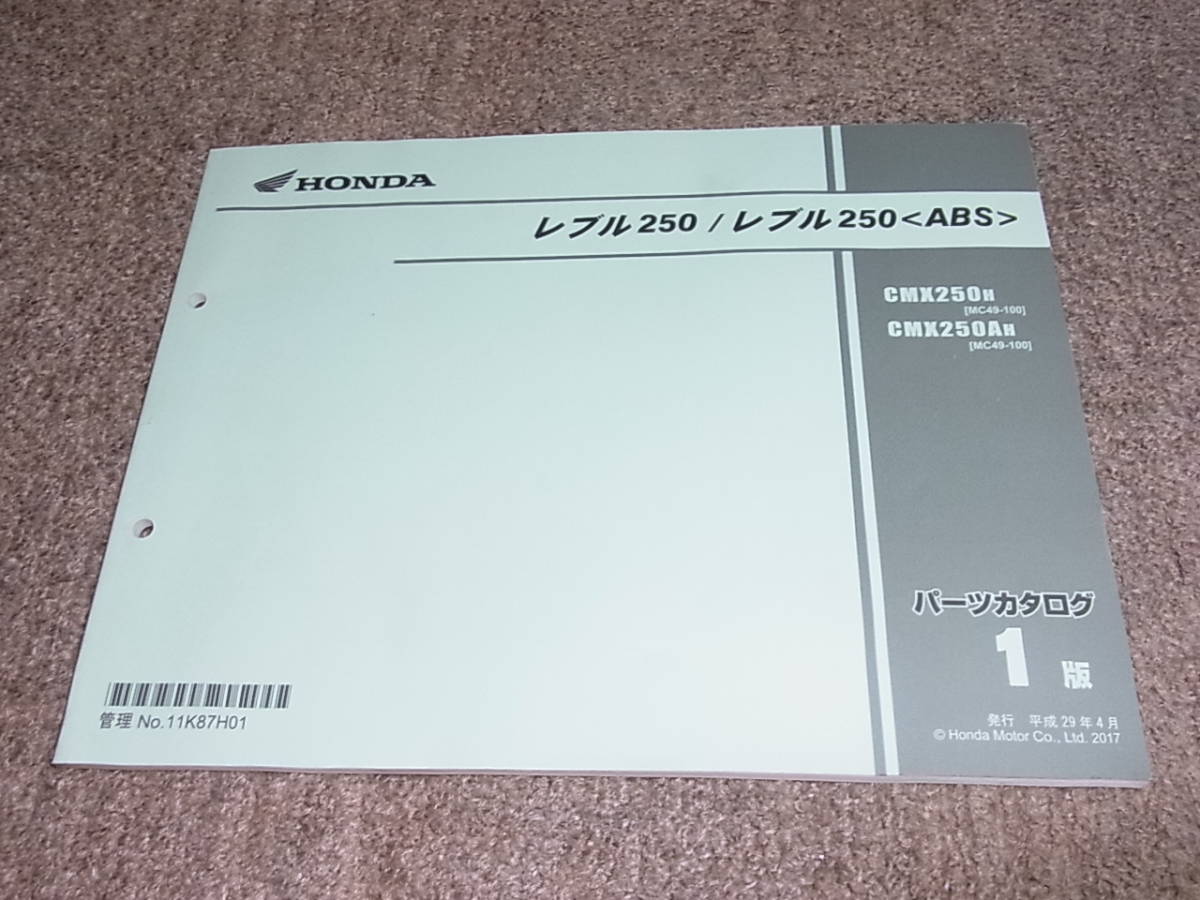 HONDA
レブル250 / レブル250<ABS>
CMX250H
[MC49-100]
CMX250AH
[MC49-100]
パーツカタログ
1 版
発行 平成 29 年 4 月
© Honda Motor Co., Ltd. 2017
管理 No.11K87H01